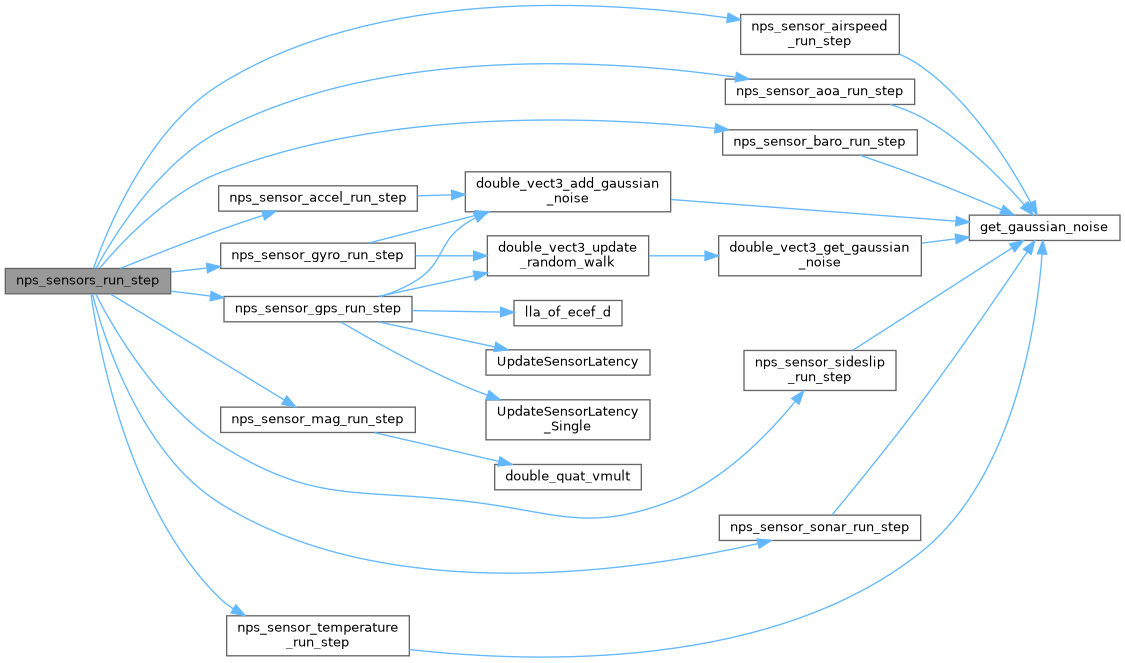 nps_sensor_airspeed
_run_step
nps_sensor_aoa_run_step
nps_sensor_baro_run_step
nps_sensor_accel_run_step
double_vect3_add_gaussian
_noise
get_gaussian_noise
nps_sensor_gyro_run_step
double_vect3_update
_random_walk
double_vect3_get_gaussian
_noise
nps_sensors_run_step
nps_sensor_gps_run_step
lla_of_ecef_d
UpdateSensorLatency
nps_sensor_sideslip
_run_step
UpdateSensorLatency
_Single
nps_sensor_mag_run_step
double_quat_vmult
nps_sensor_sonar_run_step
nps_sensor_temperature
_run_step